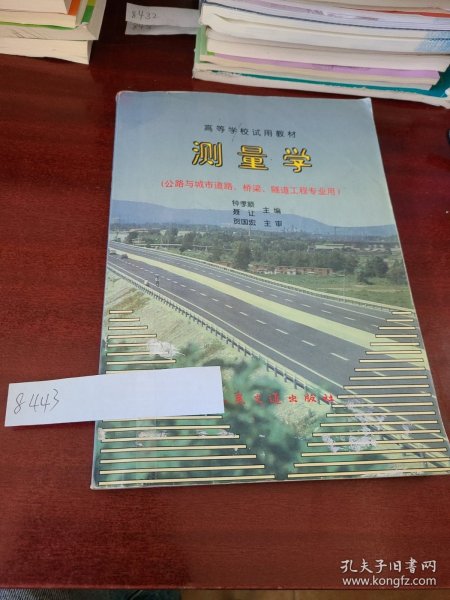 8432
高等学校试用教材
测量学
(公路与城市道路、桥梁、隧道工程专业用)
钟孝顺
聂让 主编
贺国宏 主审
交通出版社
8443
孔夫子旧书网
www.kongfz.com